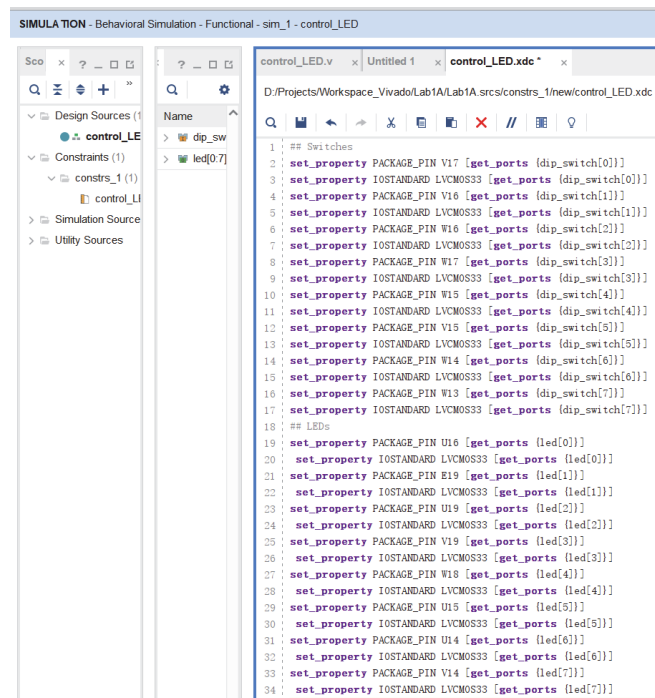 SIMULATION - Behavioral Simulation - Functional - sim_1 - control_LED
Sco
control_LED.v
Untitled 1
control_LED.xdc *
D:/Projects/Workspace_Vivado/Lab1A/Lab1A.srcs/constrs_1/new/control_LED.xdc
Design Sources (1
control_LE
Constraints (1)
constrs_1 (1)
control_LI
Simulation Source
Utility Sources
Name
dip_sw
led[0:7]
1 ## Switches
2 set_property PACKAGE_PIN V17 [get_ports {dip_switch[0]}]
3 set_property IOSTANDARD LVCMOS33 [get_ports {dip_switch[0]}]
4 set_property PACKAGE_PIN V16 [get_ports {dip_switch[1]}]
5 set_property IOSTANDARD LVCMOS33 [get_ports {dip_switch[1]}]
6 set_property PACKAGE_PIN W16 [get_ports {dip_switch[2]}]
7 set_property IOSTANDARD LVCMOS33 [get_ports {dip_switch[2]}]
8 set_property PACKAGE_PIN W17 [get_ports {dip_switch[3]}]
9 set_property IOSTANDARD LVCMOS33 [get_ports {dip_switch[3]}]
10 set_property PACKAGE_PIN W15 [get_ports {dip_switch[4]}]
11 set_property IOSTANDARD LVCMOS33 [get_ports {dip_switch[4]}]
12 set_property PACKAGE_PIN V15 [get_ports {dip_switch[5]}]
13 set_property IOSTANDARD LVCMOS33 [get_ports {dip_switch[5]}]
14 set_property PACKAGE_PIN W14 [get_ports {dip_switch[6]}]
15 set_property IOSTANDARD LVCMOS33 [get_ports {dip_switch[6]}]
16 set_property PACKAGE_PIN W13 [get_ports {dip_switch[7]}]
17 set_property IOSTANDARD LVCMOS33 [get_ports {dip_switch[7]}]
18 ## LEDs
19 set_property PACKAGE_PIN U16 [get_ports {led[0]}]
20 set_property IOSTANDARD LVCMOS33 [get_ports {led[0]}]
21 set_property PACKAGE_PIN E19 [get_ports {led[1]}]
22 set_property IOSTANDARD LVCMOS33 [get_ports {led[1]}]
23 set_property PACKAGE_PIN U19 [get_ports {led[2]}]
24 set_property IOSTANDARD LVCMOS33 [get_ports {led[2]}]
25 set_property PACKAGE_PIN V19 [get_ports {led[3]}]
26 set_property IOSTANDARD LVCMOS33 [get_ports {led[3]}]
27 set_property PACKAGE_PIN W18 [get_ports {led[4]}]
28 set_property IOSTANDARD LVCMOS33 [get_ports {led[4]}]
29 set_property PACKAGE_PIN U15 [get_ports {led[5]}]
30 set_property IOSTANDARD LVCMOS33 [get_ports {led[5]}]
31 set_property PACKAGE_PIN U14 [get_ports {led[6]}]
32 set_property IOSTANDARD LVCMOS33 [get_ports {led[6]}]
33 set_property PACKAGE_PIN V14 [get_ports {led[7]}]
34 set_property IOSTANDARD LVCMOS33 [get_ports {led[7]}]